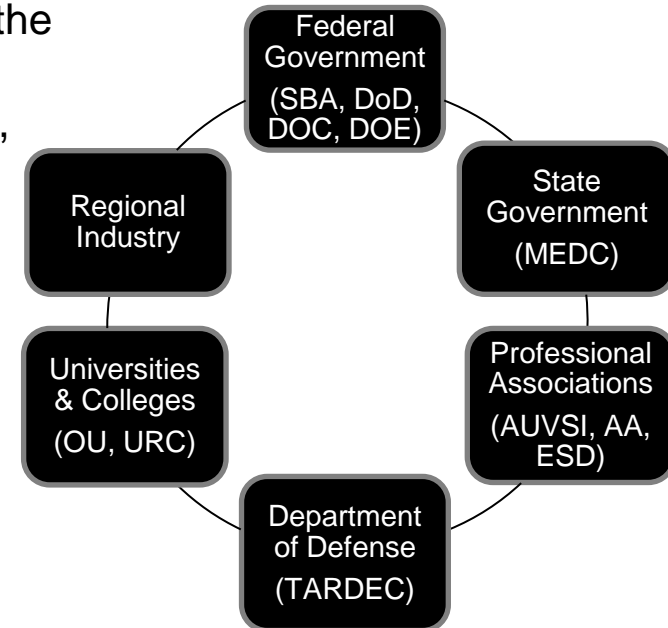 the
,
Federal
Government
(SBA, DoD,
DOC, DOE)
State
Government
(MEDC)
Professional
Associations
(AUVSI, AA,
ESD)
Department
of Defense
(TARDEC)
Universities
& Colleges
(OU, URC)
Regional
Industry